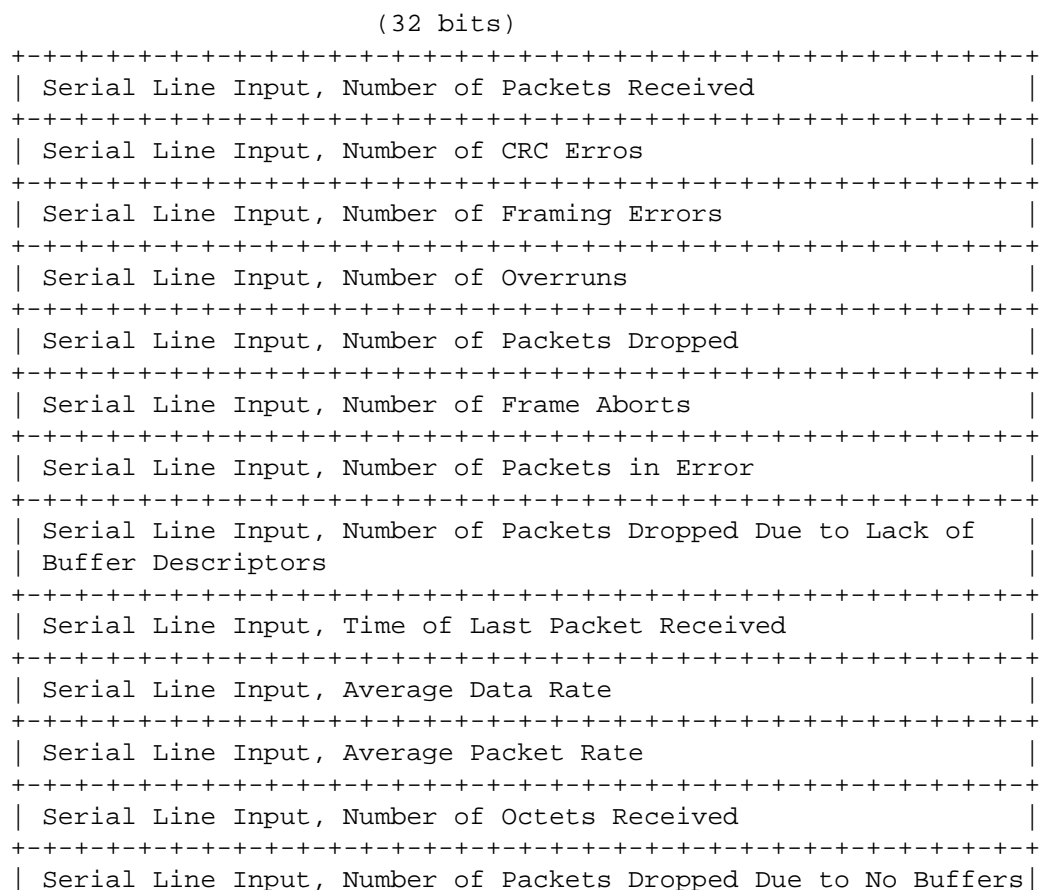 (32 bits)
+-+-+-+-+-+-+-+-+-+-+-+-+-+-+-+-+-+-+-+-+-+-+-+-+-+-+-+-+-+-+-+-+
| Serial Line Input, Number of Packets Received                 |
+-+-+-+-+-+-+-+-+-+-+-+-+-+-+-+-+-+-+-+-+-+-+-+-+-+-+-+-+-+-+-+-+
| Serial Line Input, Number of CRC Erros                        |
+-+-+-+-+-+-+-+-+-+-+-+-+-+-+-+-+-+-+-+-+-+-+-+-+-+-+-+-+-+-+-+-+
| Serial Line Input, Number of Framing Errors                   |
+-+-+-+-+-+-+-+-+-+-+-+-+-+-+-+-+-+-+-+-+-+-+-+-+-+-+-+-+-+-+-+-+
| Serial Line Input, Number of Overruns                         |
+-+-+-+-+-+-+-+-+-+-+-+-+-+-+-+-+-+-+-+-+-+-+-+-+-+-+-+-+-+-+-+-+
| Serial Line Input, Number of Packets Dropped                  |
+-+-+-+-+-+-+-+-+-+-+-+-+-+-+-+-+-+-+-+-+-+-+-+-+-+-+-+-+-+-+-+-+
| Serial Line Input, Number of Frame Aborts                     |
+-+-+-+-+-+-+-+-+-+-+-+-+-+-+-+-+-+-+-+-+-+-+-+-+-+-+-+-+-+-+-+-+
| Serial Line Input, Number of Packets in Error                 |
+-+-+-+-+-+-+-+-+-+-+-+-+-+-+-+-+-+-+-+-+-+-+-+-+-+-+-+-+-+-+-+-+
| Serial Line Input, Number of Packets Dropped Due to Lack of   |
| Buffer Descriptors                                            |
+-+-+-+-+-+-+-+-+-+-+-+-+-+-+-+-+-+-+-+-+-+-+-+-+-+-+-+-+-+-+-+-+
| Serial Line Input, Time of Last Packet Received               |
+-+-+-+-+-+-+-+-+-+-+-+-+-+-+-+-+-+-+-+-+-+-+-+-+-+-+-+-+-+-+-+-+
| Serial Line Input, Average Data Rate                          |
+-+-+-+-+-+-+-+-+-+-+-+-+-+-+-+-+-+-+-+-+-+-+-+-+-+-+-+-+-+-+-+-+
| Serial Line Input, Average Packet Rate                        |
+-+-+-+-+-+-+-+-+-+-+-+-+-+-+-+-+-+-+-+-+-+-+-+-+-+-+-+-+-+-+-+-+
| Serial Line Input, Number of Octets Received                  |
+-+-+-+-+-+-+-+-+-+-+-+-+-+-+-+-+-+-+-+-+-+-+-+-+-+-+-+-+-+-+-+-+
| Serial Line Input, Number of Packets Dropped Due to No Buffers|